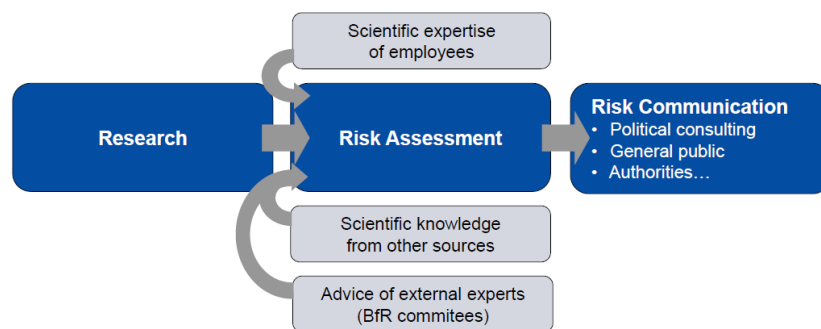 Scientific expertise
of employees
Research
Risk Assessment
Risk Communication
• Political consulting
• General public
• Authorities…
Scientific knowledge
from other sources
Advice of external experts
(BfR commitees)